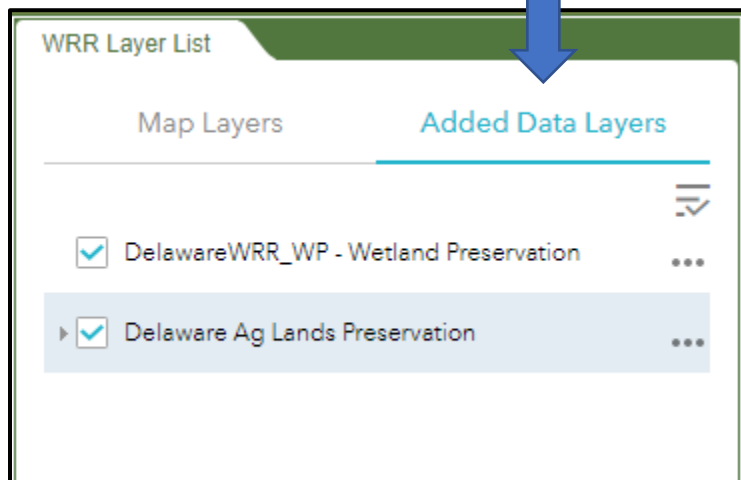 WRR Layer List
Map Layers Added Data Layers
DelawareWRR_WP - Wetland Preservation
Delaware Ag Lands Preservation